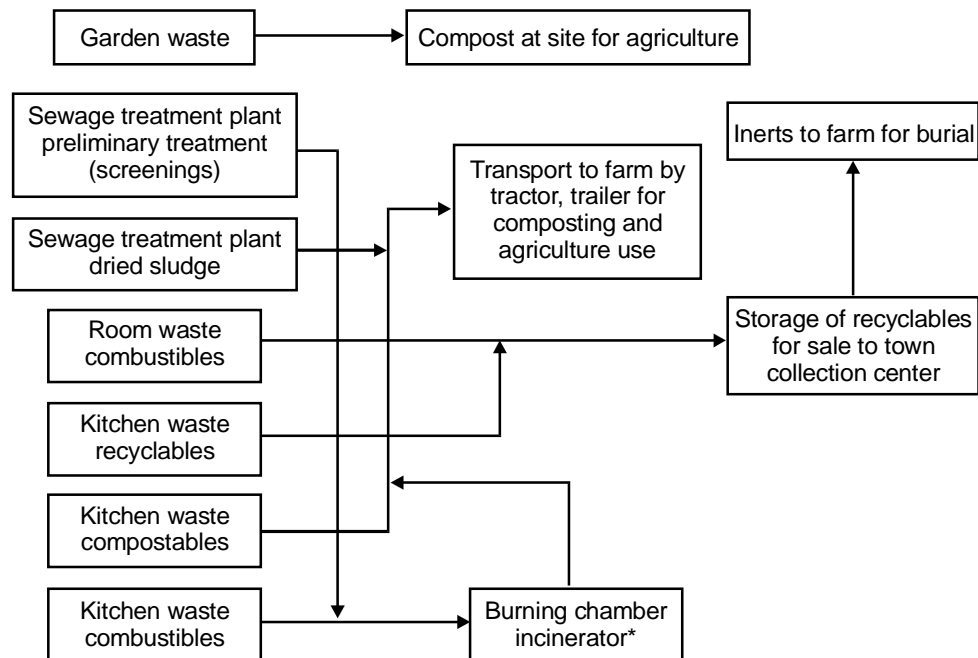 Garden waste
Compost at site for agriculture
Sewage treatment plant
preliminary treatment
(screenings)
Inerts to farm for burial
Transport to farm by
tractor, trailer for
composting and
agriculture use
Sewage treatment plant
dried sludge
Room waste
combustibles
Storage of recyclables
for sale to town
collection center
Kitchen waste
recyclables
Kitchen waste
compostables
Kitchen waste
combustibles
Burning chamber
incinerator*